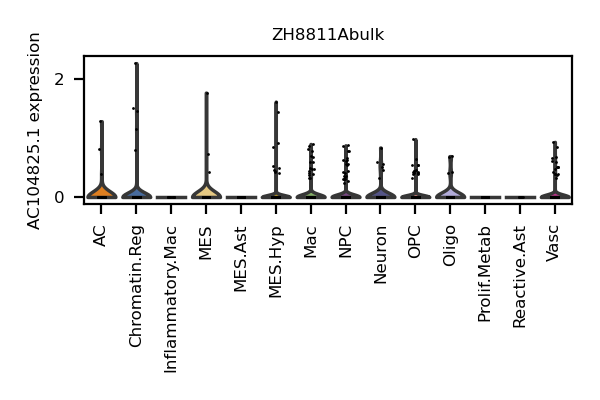 ZH8811Abulk
AC104825.1 expression
2
0
AC
Chromatin.Reg
Inflammatory.Mac
MES
MES.Ast
MES.Hyp
Mac
NPC
Neuron
OPC
Oligo
Prolif.Metab
Reactive.Ast
Vasc